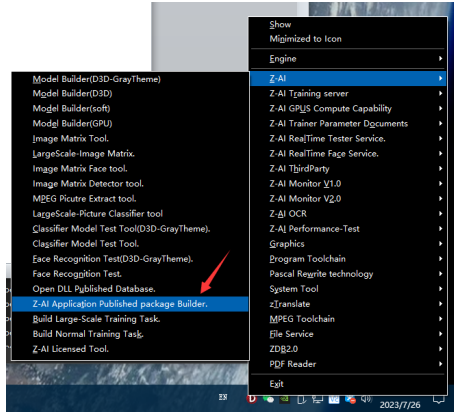 Show
Minimized to Icon
Engine
Z-AI
Z-AI Training server
Z-AI GPUS Compute Capability
Z-AI Trainer Parameter Documents
Z-AI RealTime Tester Service.
Z-AI RealTime Face Service.
Z-AI ThirdParty
Z-AI Monitor V1.0
Z-AI Monitor V2.0
Z-AI OCR
Z-AI Performance-Test
Graphics
Program Toolchain
Pascal Rewrite technology
System Tool
zTranslate
MPEG Toolchain
File Service
ZDB2.0
PDF Reader
Exit
Model Builder(D3D-GrayTheme)
Model Builder(D3D)
Model Builder(soft)
Model Builder(GPU)
Image Matrix Tool.
LargeScale-Image Matrix.
Image Matrix Face tool.
Image Matrix Detector tool.
MPEG Picutre Extract tool.
LargeScale-Picture Classifier tool
Classifier Model Test Tool(D3D-GrayTheme).
Classifier Model Test Tool.
Face Recognition Test(D3D-GrayTheme).
Face Recognition Test.
Open DLL Published Database.
Z-AI Application Published package Builder.
Build Large-Scale Training Task.
Build Normal Training Task.
Z-AI Licensed Tool.
EN
2023/7/26